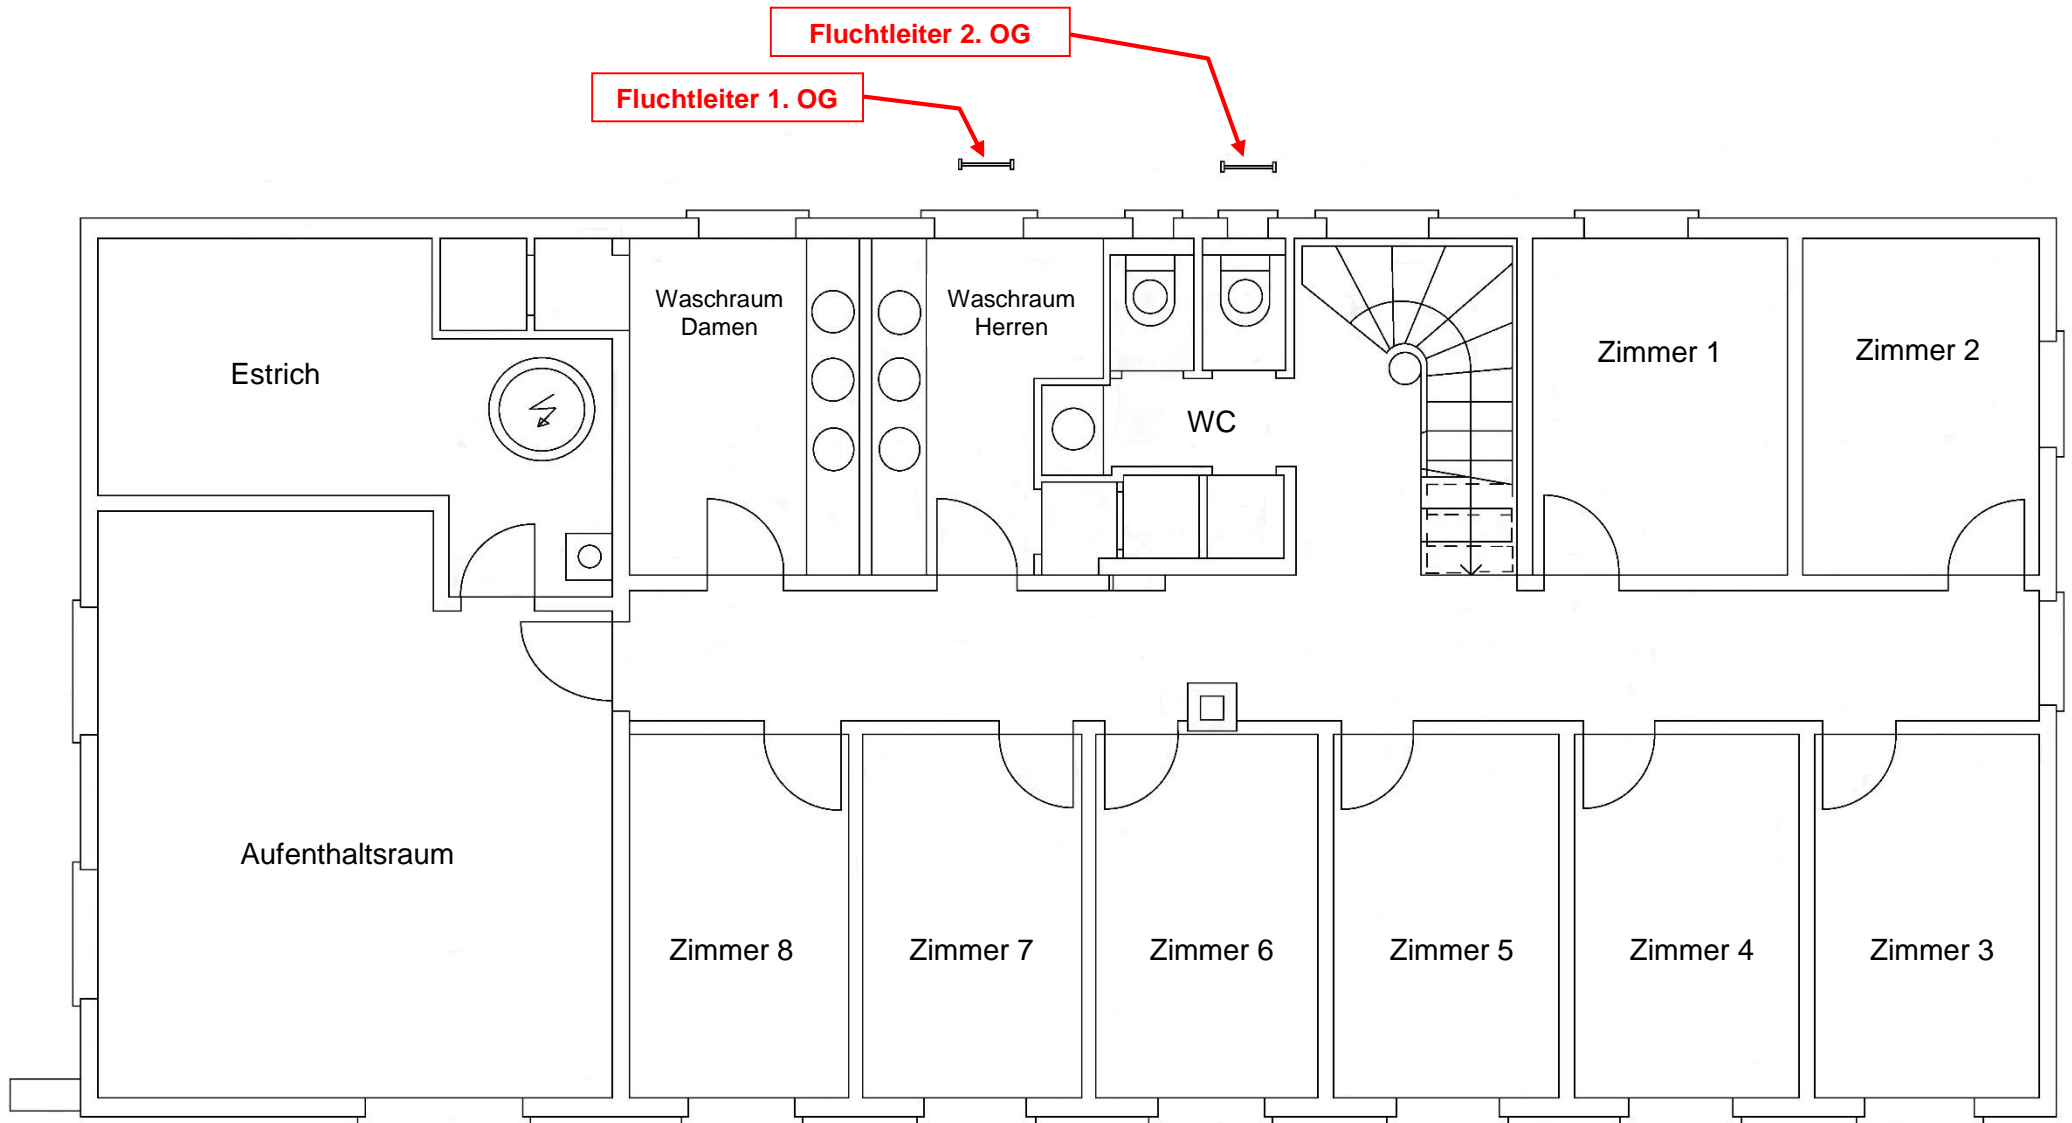 Fluchtleiter 2. OG
Fluchtleiter 1. OG
Waschraum
Damen
Waschraum
Herren
Estrich
Zimmer 1
Zimmer 2
WC
Aufenthaltsraum
Zimmer 8
Zimmer 7
Zimmer 6
Zimmer 5
Zimmer 4
Zimmer 3